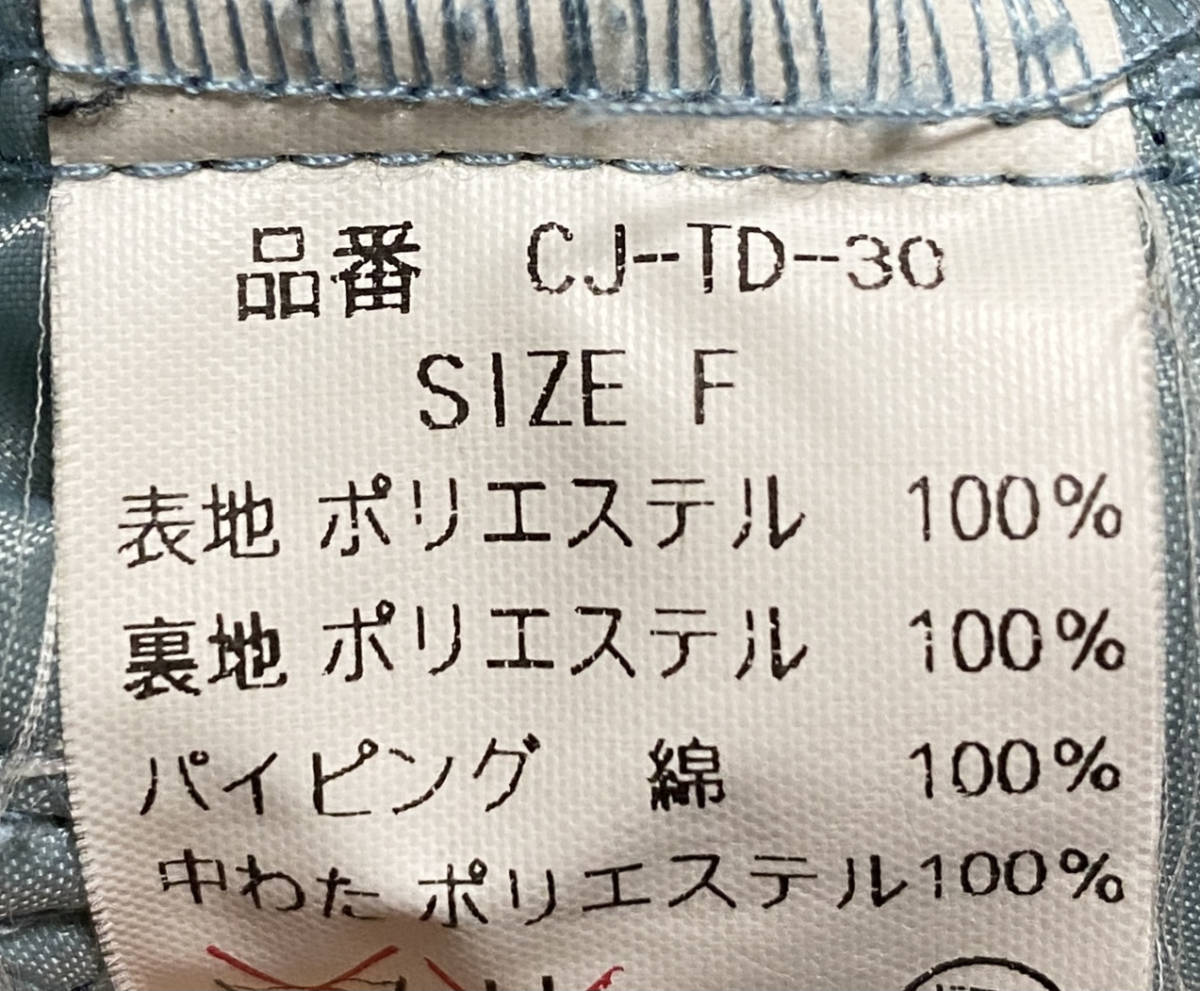 品番 CJ-TD-30
SIZE F
表地 ポリエステル 100%
裏地 ポリエステル 100%
パイピング 綿 100%
中わた ポリエステル100%